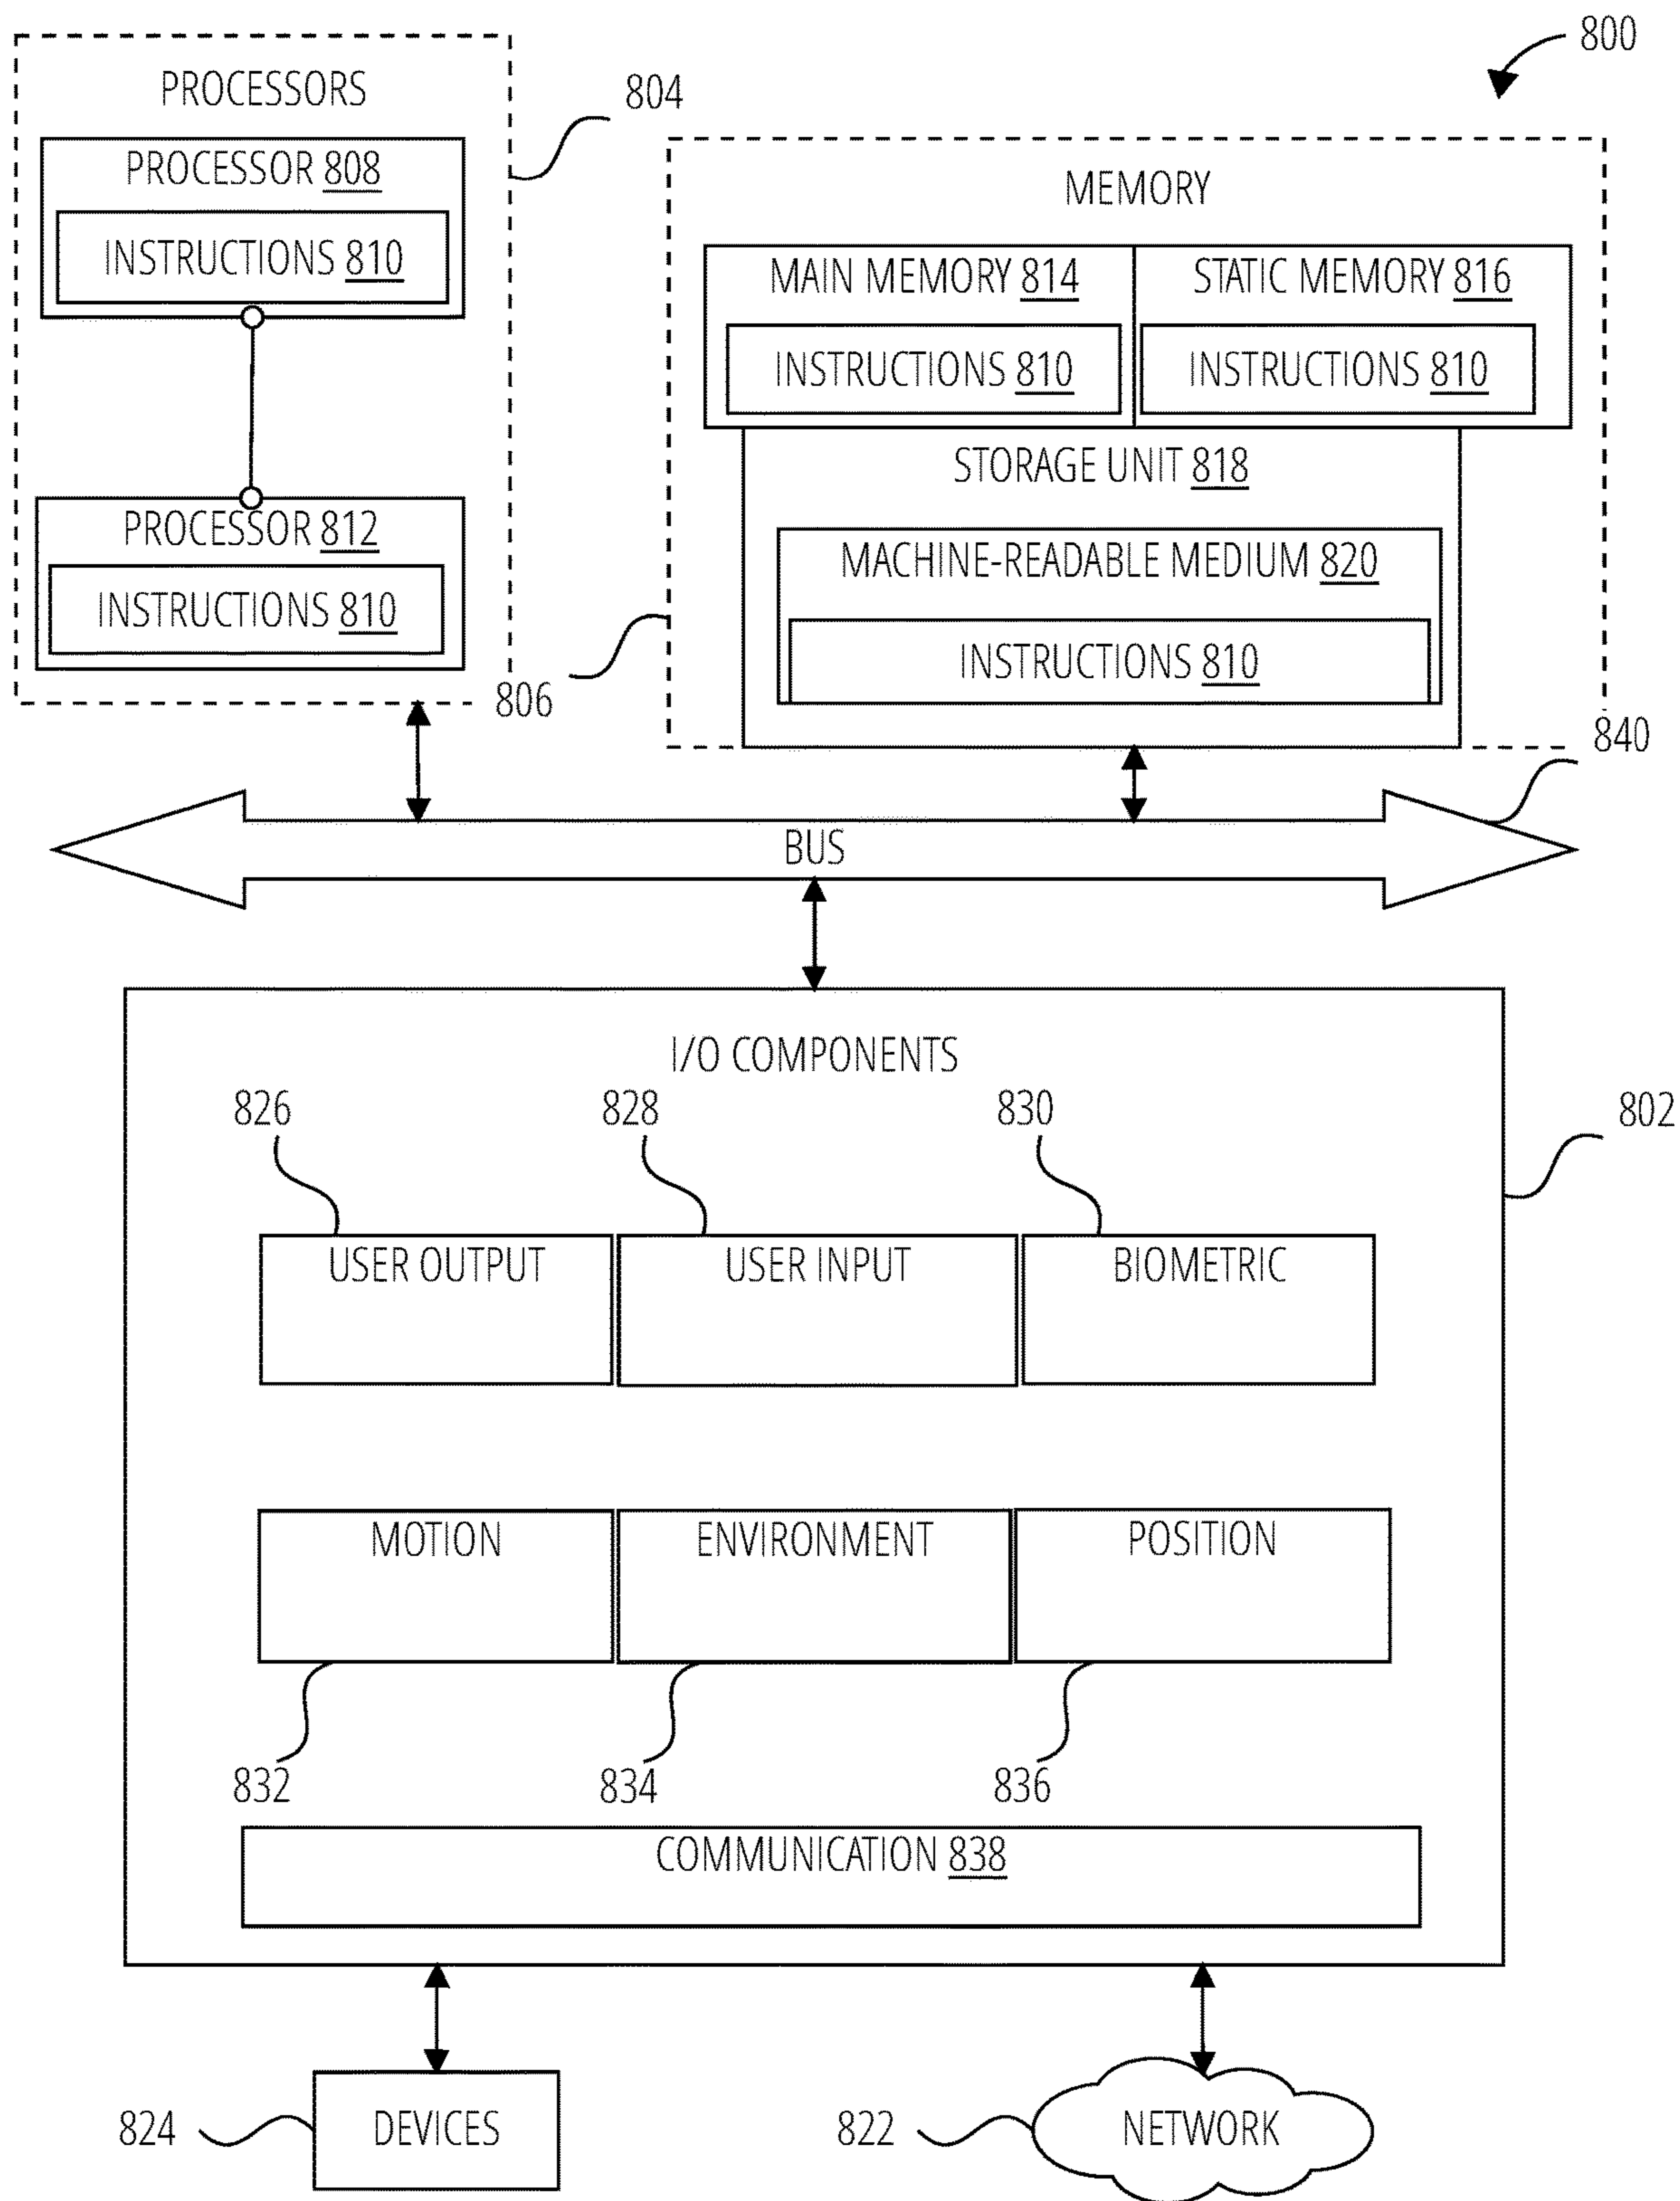 800
PROCESSORS
804
PROCESSOR 808
INSTRUCTIONS 810
PROCESSOR 812
INSTRUCTIONS 810
806
MEMORY
MAIN MEMORY 814
STATIC MEMORY 816
INSTRUCTIONS 810
INSTRUCTIONS 810
STORAGE UNIT 818
MACHINE-READABLE MEDIUM 820
INSTRUCTIONS 810
840
BUS
I/O COMPONENTS
802
826
828
830
USER OUTPUT
USER INPUT
BIOMETRIC
MOTION
ENVIRONMENT
POSITION
832
834
836
COMMUNICATION 838
824
DEVICES
822
NETWORK